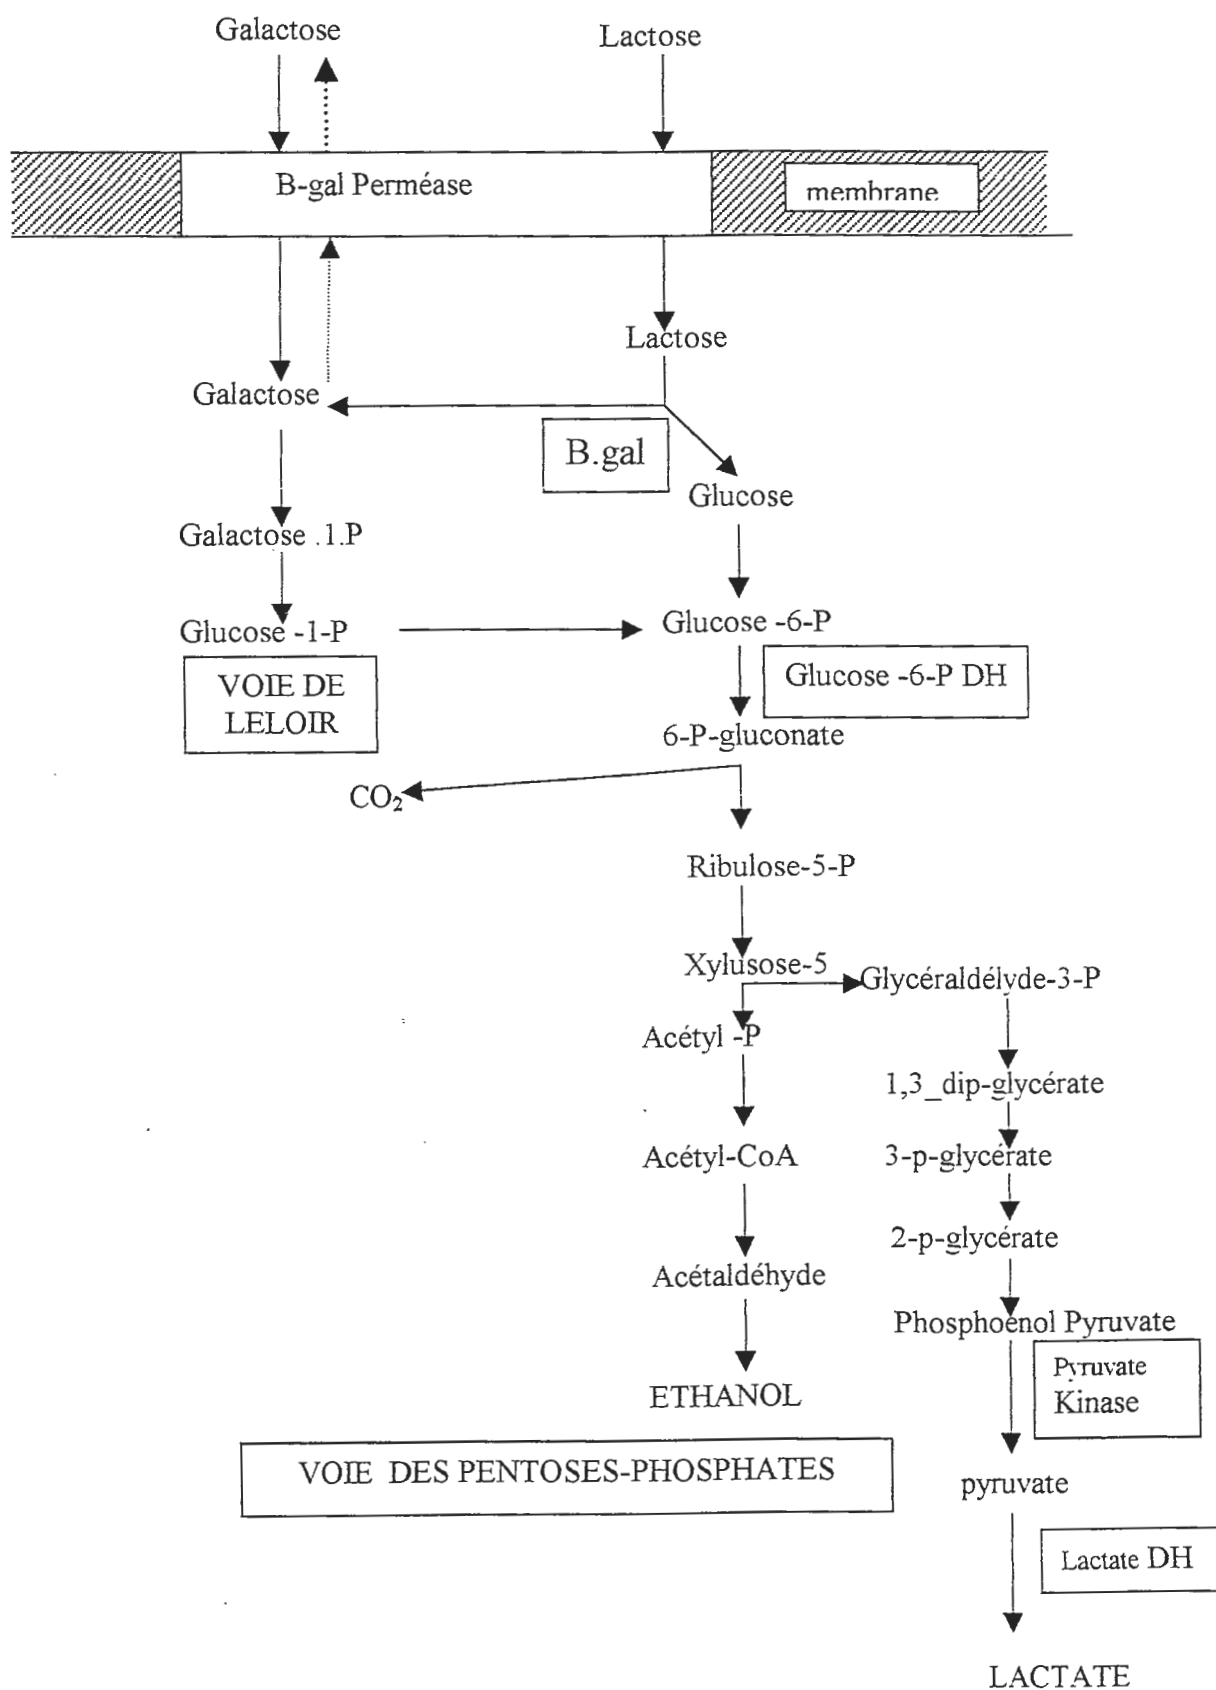 Galactose
Lactose
B-gal Perméase
membrane
Lactose
Galactose
B.gal
Glucose
Galactose .1.P
Glucose -1-P
Glucose -6-P
VOIE DE
LELOIR
Glucose -6-P DH
6-P-gluconate
CO₂
Ribulose-5-P
Xylusose-5
Glycéraldélyde-3-P
Acétyl -P
1,3_dip-glycérate
Acétyl-CoA
3-p-glycérate
2-p-glycérate
Acétaldéhyde
Phosphoénol Pyruvate
Pyruvate
Kinase
ETHANOL
VOIE DES PENTOSES-PHOSPHATES
pyruvate
Lactate DH
LACTATE